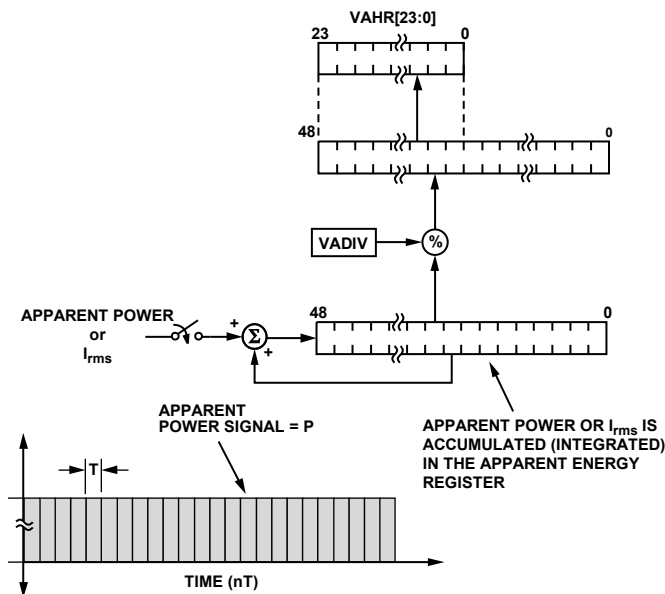 VAHR[23:0]
23 0
48 0
VADIV %
48 0
APPARENT POWER
or
Irms
+ Σ +
APPARENT
POWER SIGNAL = P
APPARENT POWER OR Irms IS
ACCUMULATED (INTEGRATED)
IN THE APPARENT ENERGY
REGISTER
T
TIME (nT)